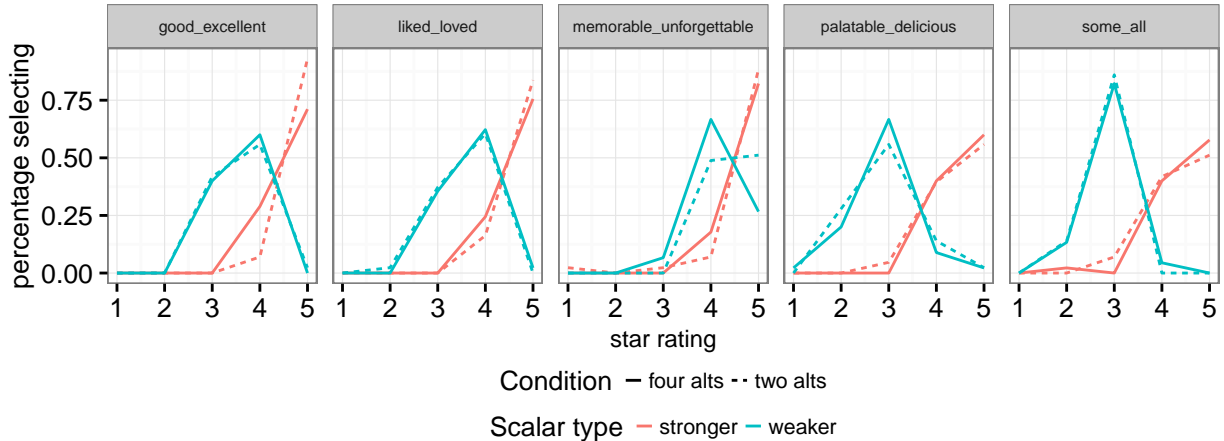 good_excellent liked_loved memorable_unforgettable palatable_delicious some_all
percentage selecting
0.75
0.50
0.25
0.00
1 2 3 4 5 1 2 3 4 5 1 2 3 4 5 1 2 3 4 5 1 2 3 4 5
star rating
Condition four alts two alts
Scalar type stronger weaker